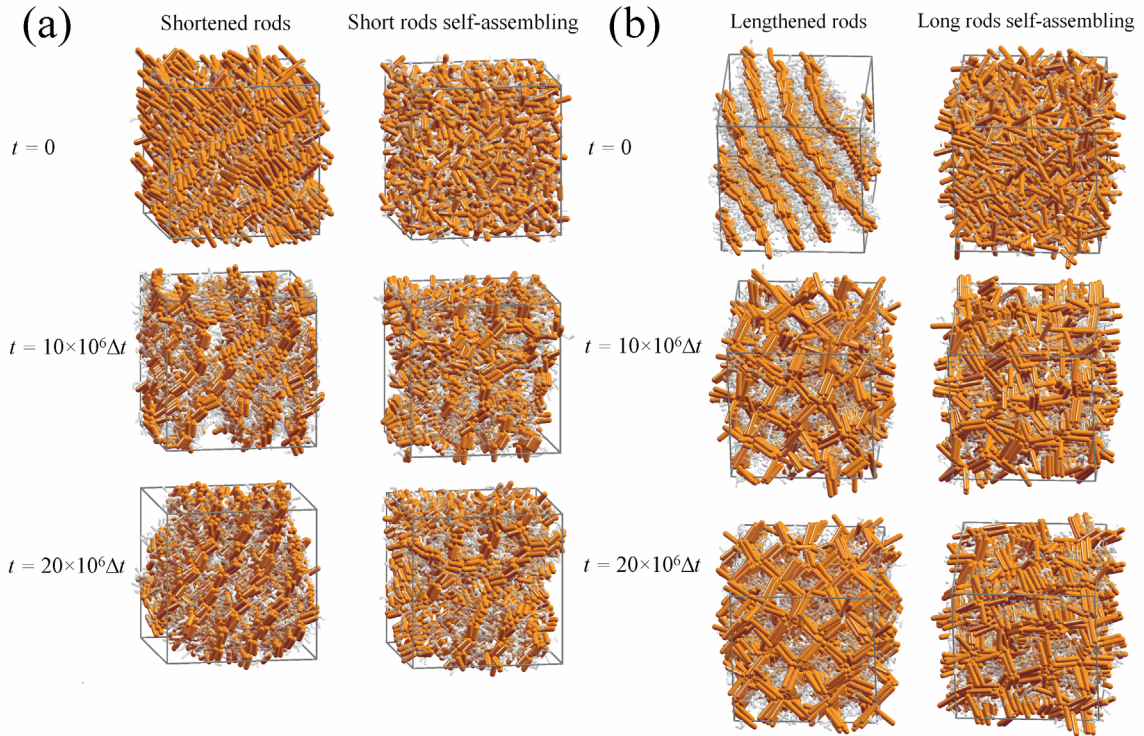 (a)
Shortened rods
Short rods self-assembling
(b)
Lengthened rods
Long rods self-assembling
t = 0
t = 0
t = 10×10⁶Δt
t = 10×10⁶Δt
t = 20×10⁶Δt
t = 20×10⁶Δt